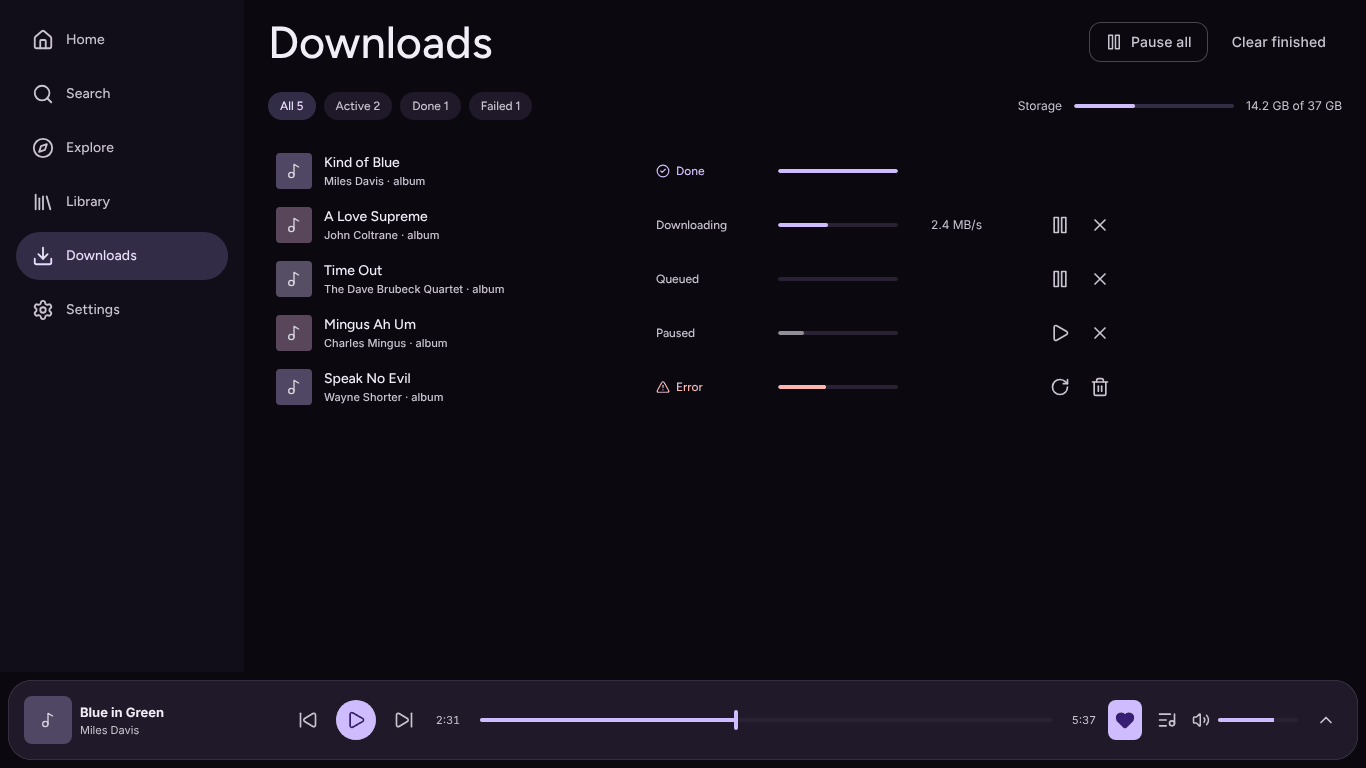 Home
Search
Explore
Library
Downloads
Settings
Downloads
Pause all
Clear finished
All 5
Active 2
Done 1
Failed 1
Storage
14.2 GB of 37 GB
Kind of Blue
Miles Davis · album
Done
A Love Supreme
John Coltrane · album
Downloading
2.4 MB/s
Time Out
The Dave Brubeck Quartet · album
Queued
Mingus Ah Um
Charles Mingus · album
Paused
Speak No Evil
Wayne Shorter · album
Error
Blue in Green
Miles Davis
2:31
5:37